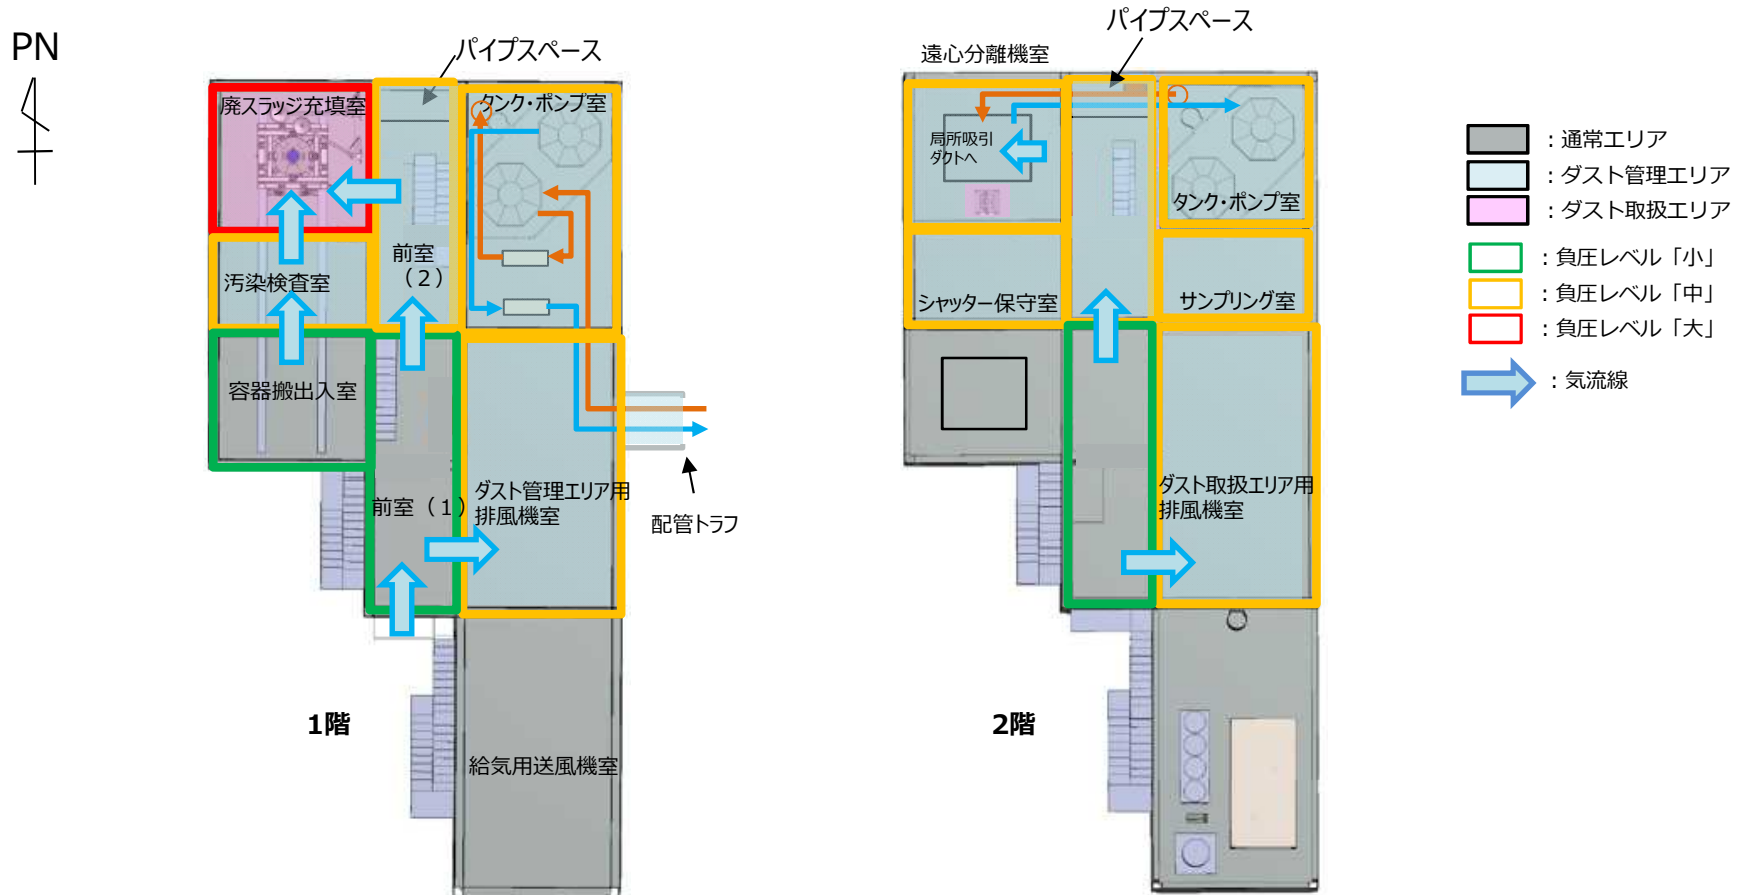 PN
パイプスペース
廃スラッジ充填室
タンク・ポンプ室
前室
（２）
汚染検査室
容器搬出入室
前室（１）
ダスト管理エリア用
排風機室
配管トラフ
1階
給気用送風機室
パイプスペース
遠心分離機室
局所吸引
ダクトへ
タンク・ポンプ室
シャッター保守室
サンプリング室
ダスト取扱エリア用
排風機室
2階
：通常エリア
：ダスト管理エリア
：ダスト取扱エリア
：負圧レベル「小」
：負圧レベル「中」
：負圧レベル「大」
：気流線